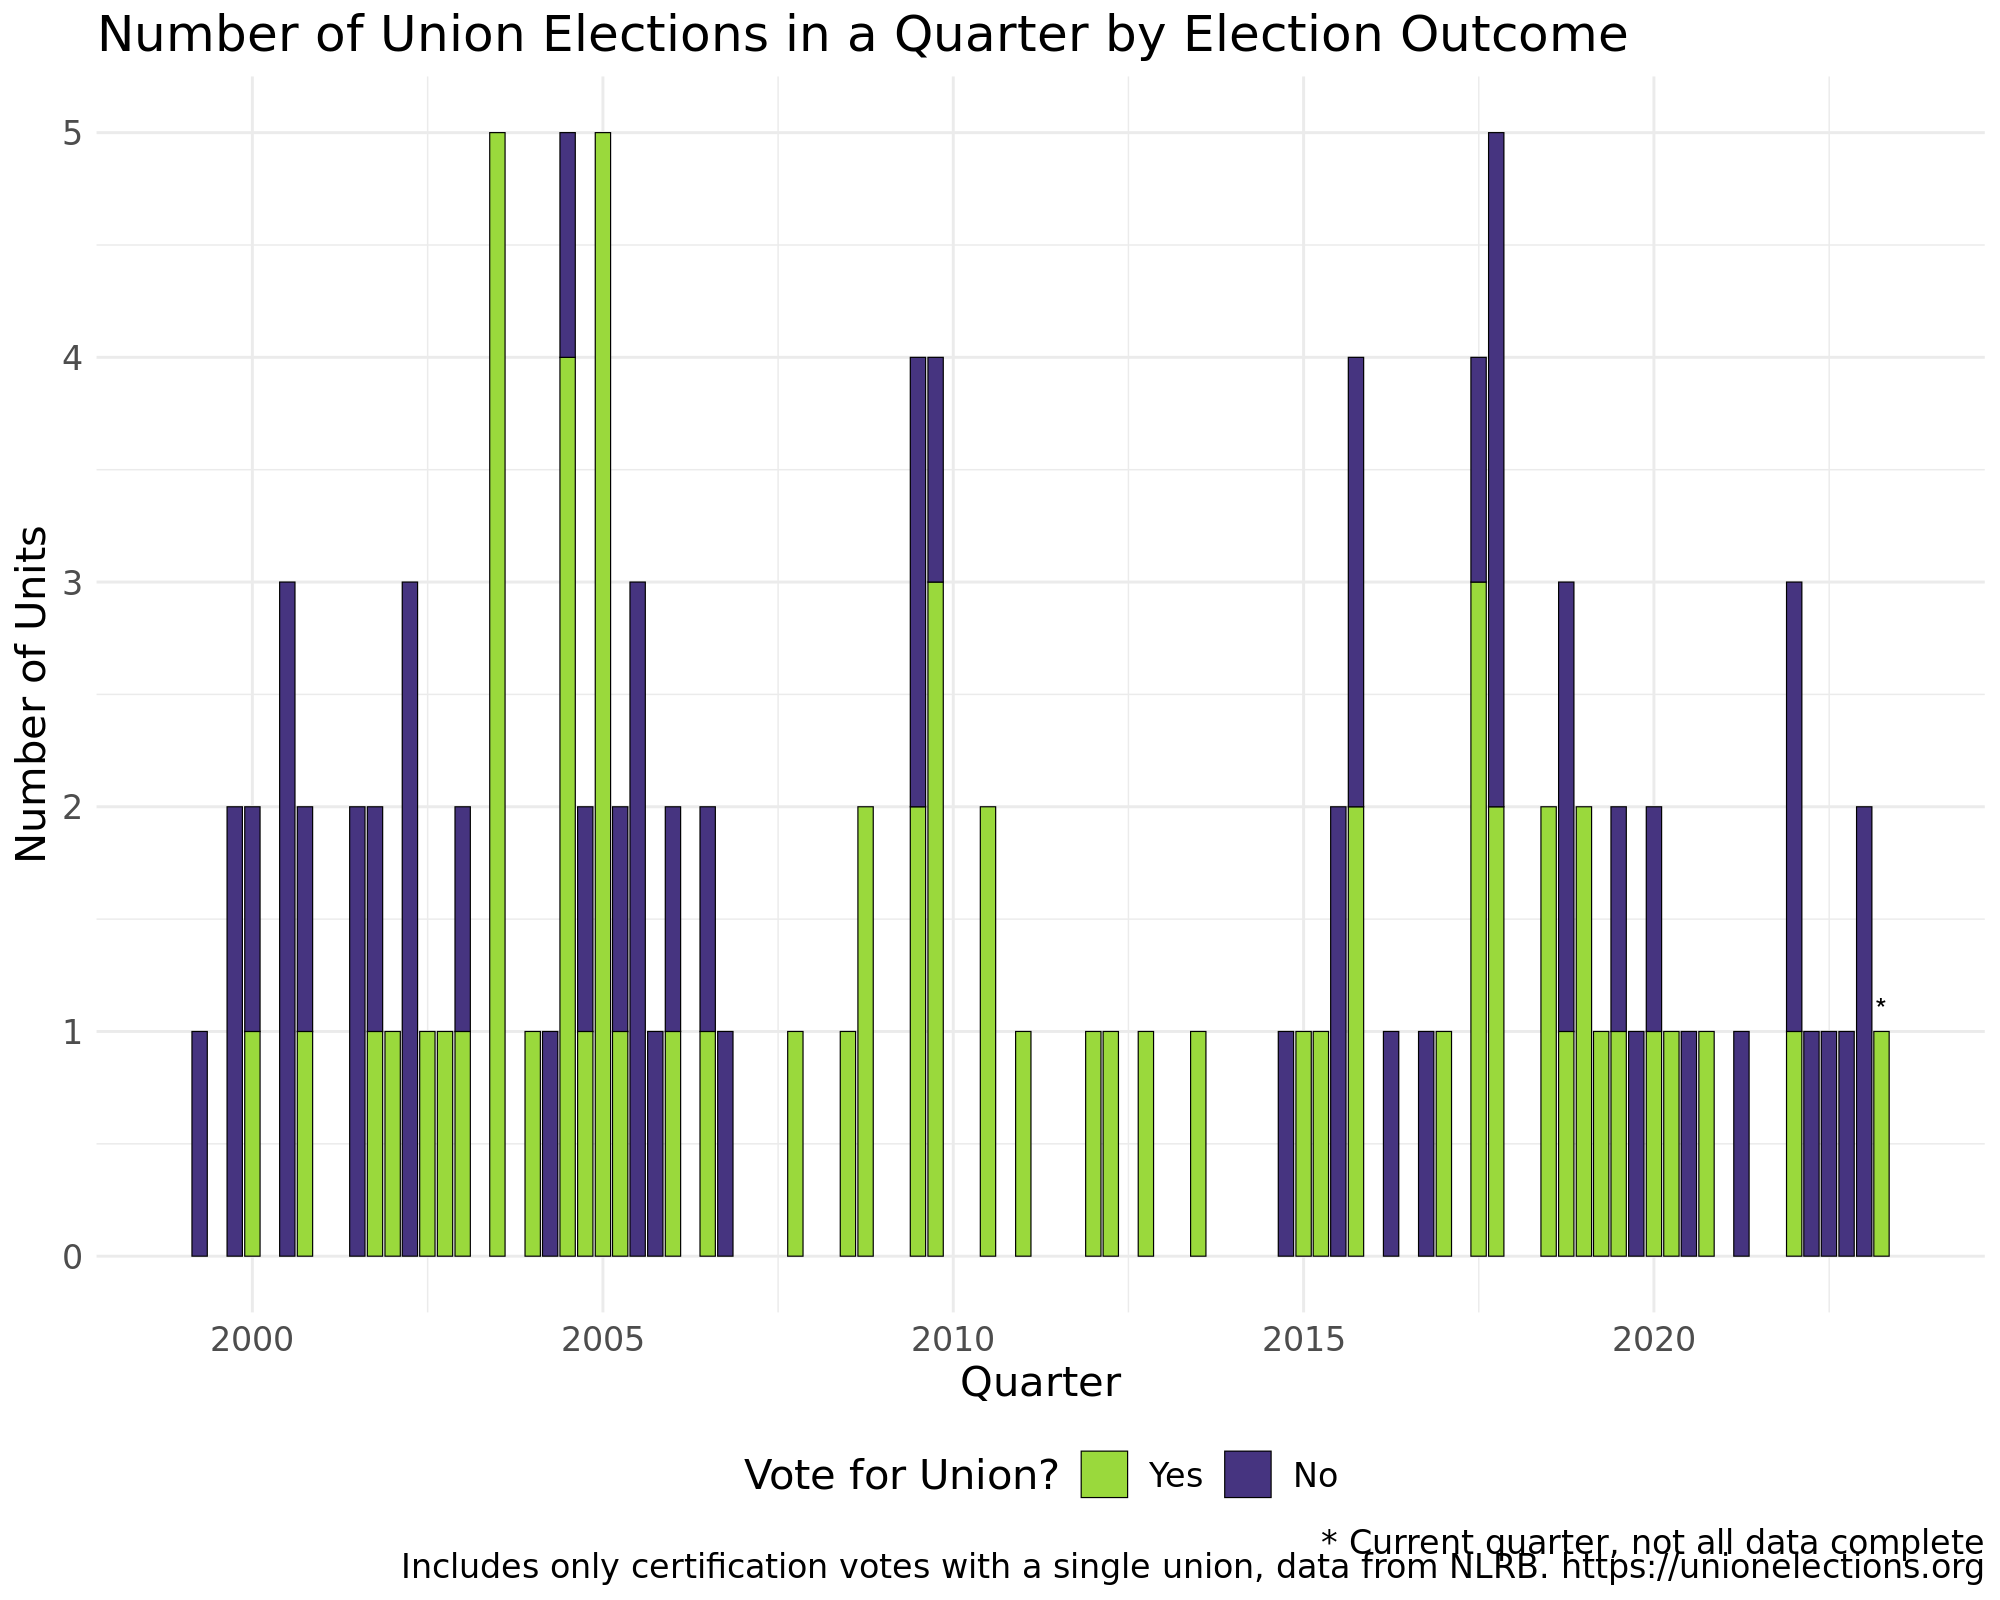 Number of Union Elections in a Quarter by Election Outcome
Number of Units
5
4
3
2
1
0
*
2000 2005 2010 2015 2020
Quarter
Vote for Union? Yes No
* Current quarter, not all data complete
Includes only certification votes with a single union, data from NLRB. https://unionelections.org